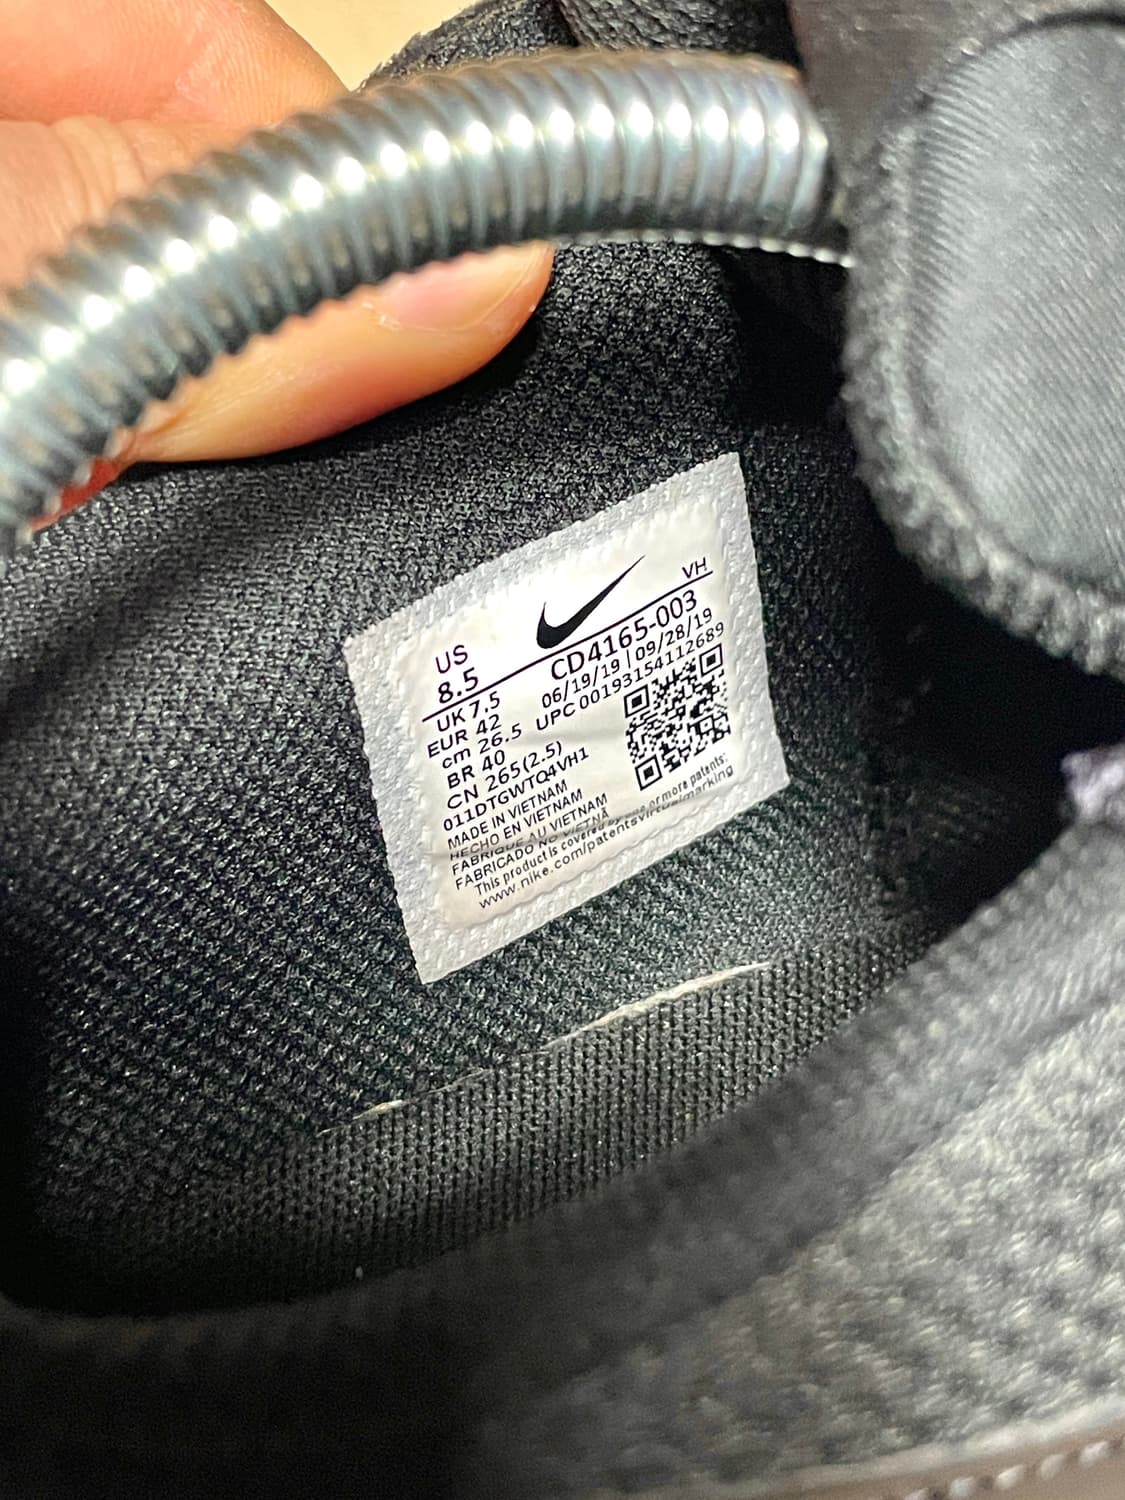 VH
US
8.5
CD4165-003
UK 7.5
06/19/19 | 09/28/19
EUR 42
UPC 00193154112689
cm 26.5
BR 40
CN 265(2.5)
011DTGWTQ4VH1
MADE IN VIETNAM
HECHO EN VIETNAM
FABRIQUE AU VIETNAM
FABRICADO NO VIETNÃ
This product is covered by one or more patents:
www.nike.com/patentsvirtualmarking